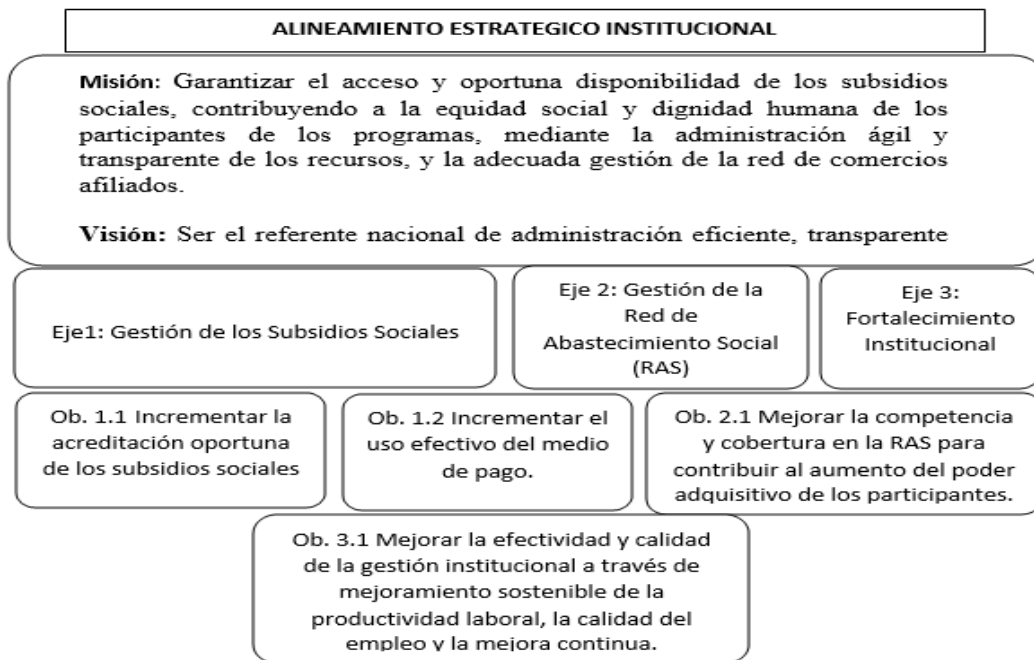 ALINEAMIENTO ESTRATEGICO INSTITUCIONAL
Misión: Garantizar el acceso y oportuna disponibilidad de los subsidios
sociales, contribuyendo a la equidad social y dignidad humana de los
participantes de los programas, mediante la administración ágil y
transparente de los recursos, y la adecuada gestión de la red de comercios
afiliados.
Visión: Ser el referente nacional de administración eficiente, transparente
Eje1: Gestión de los Subsidios Sociales
Eje 2: Gestión de la
Red de
Abastecimiento Social
(RAS)
Eje 3:
Fortalecimiento
Institucional
Ob. 1.1 Incrementar la
acreditación oportuna
de los subsidios sociales
Ob. 1.2 Incrementar el
uso efectivo del medio
de pago.
Ob. 2.1 Mejorar la competencia
y cobertura en la RAS para
contribuir al aumento del poder
adquisitivo de los participantes.
Ob. 3.1 Mejorar la efectividad y calidad
de la gestión institucional a través de
mejoramiento sostenible de la
productividad laboral, la calidad del
empleo y la mejora continua.